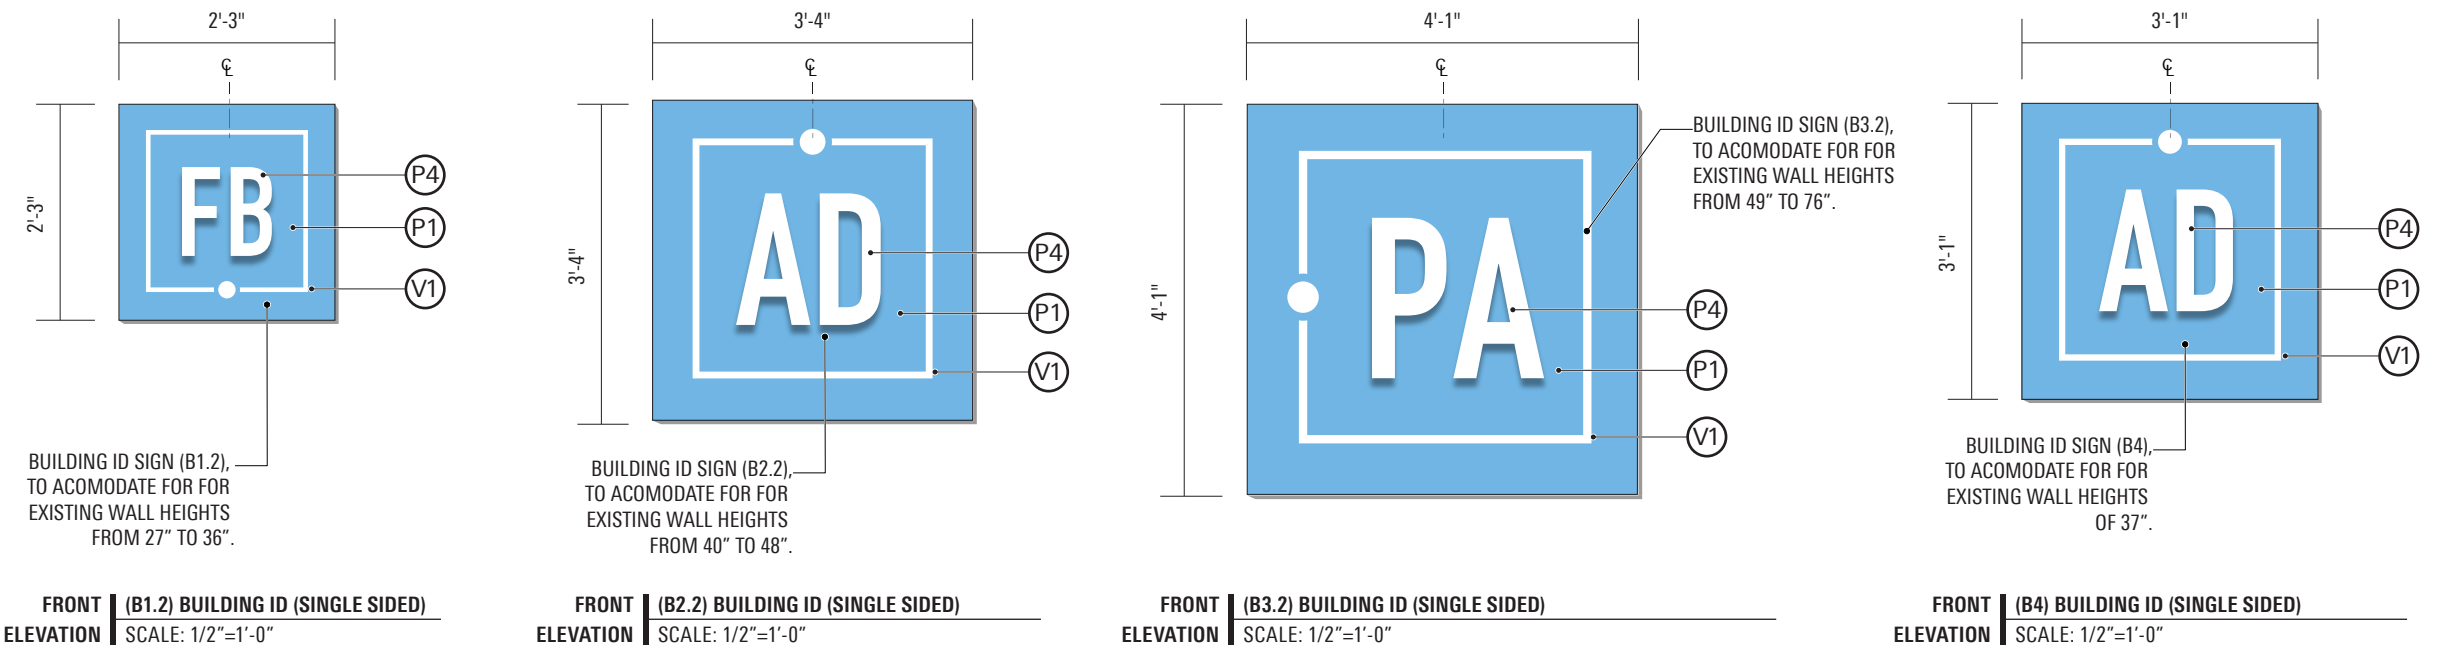 2'-3"
℄
2'-3"
FB
P4
P1
V1
BUILDING ID SIGN (B1.2),
TO ACOMODATE FOR FOR
EXISTING WALL HEIGHTS
FROM 27” TO 36”.
FRONT
ELEVATION
(B1.2) BUILDING ID (SINGLE SIDED)
SCALE: 1/2”=1’-0”
3'-4"
℄
3'-4"
AD
P4
P1
V1
BUILDING ID SIGN (B2.2),
TO ACOMODATE FOR FOR
EXISTING WALL HEIGHTS
FROM 40” TO 48”.
FRONT
ELEVATION
(B2.2) BUILDING ID (SINGLE SIDED)
SCALE: 1/2”=1’-0”
4'-1"
℄
4'-1"
PA
BUILDING ID SIGN (B3.2),
TO ACOMODATE FOR FOR
EXISTING WALL HEIGHTS
FROM 49” TO 76”.
P4
P1
V1
FRONT
ELEVATION
(B3.2) BUILDING ID (SINGLE SIDED)
SCALE: 1/2”=1’-0”
3'-1"
℄
3'-1"
AD
P4
P1
V1
BUILDING ID SIGN (B4),
TO ACOMODATE FOR FOR
EXISTING WALL HEIGHTS
OF 37”.
FRONT
ELEVATION
(B4) BUILDING ID (SINGLE SIDED)
SCALE: 1/2”=1’-0”